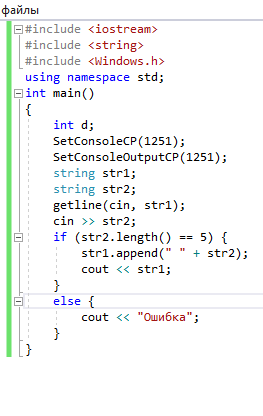 файлы
#include <iostream>
#include <string>
#include <Windows.h>
using namespace std;
int main()
{
    int d;
    SetConsoleCP(1251);
    SetConsoleOutputCP(1251);
    string str1;
    string str2;
    getline(cin, str1);
    cin >> str2;
    if (str2.length() == 5) {
        str1.append(" " + str2);
        cout << str1;
    }
    else {
        cout << "Ошибка";
    }
}